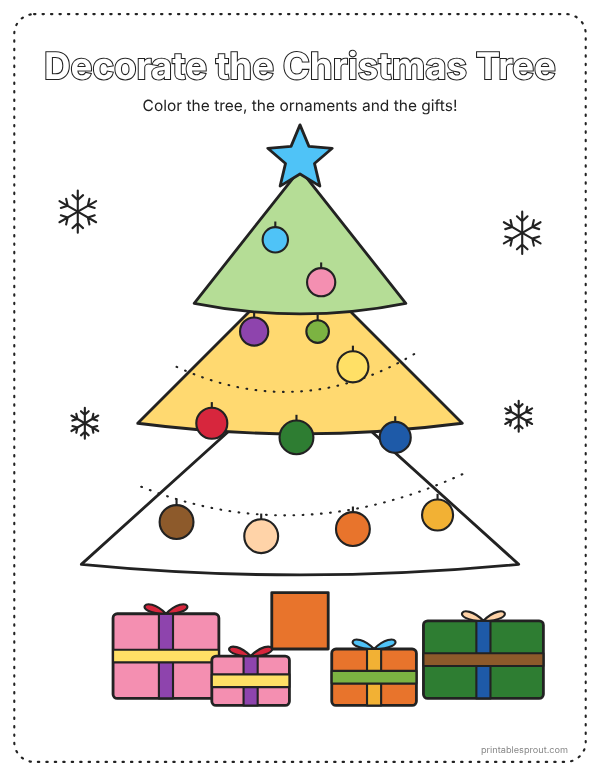 Decorate the Christmas Tree
Color the tree, the ornaments and the gifts!
printablesprout.com